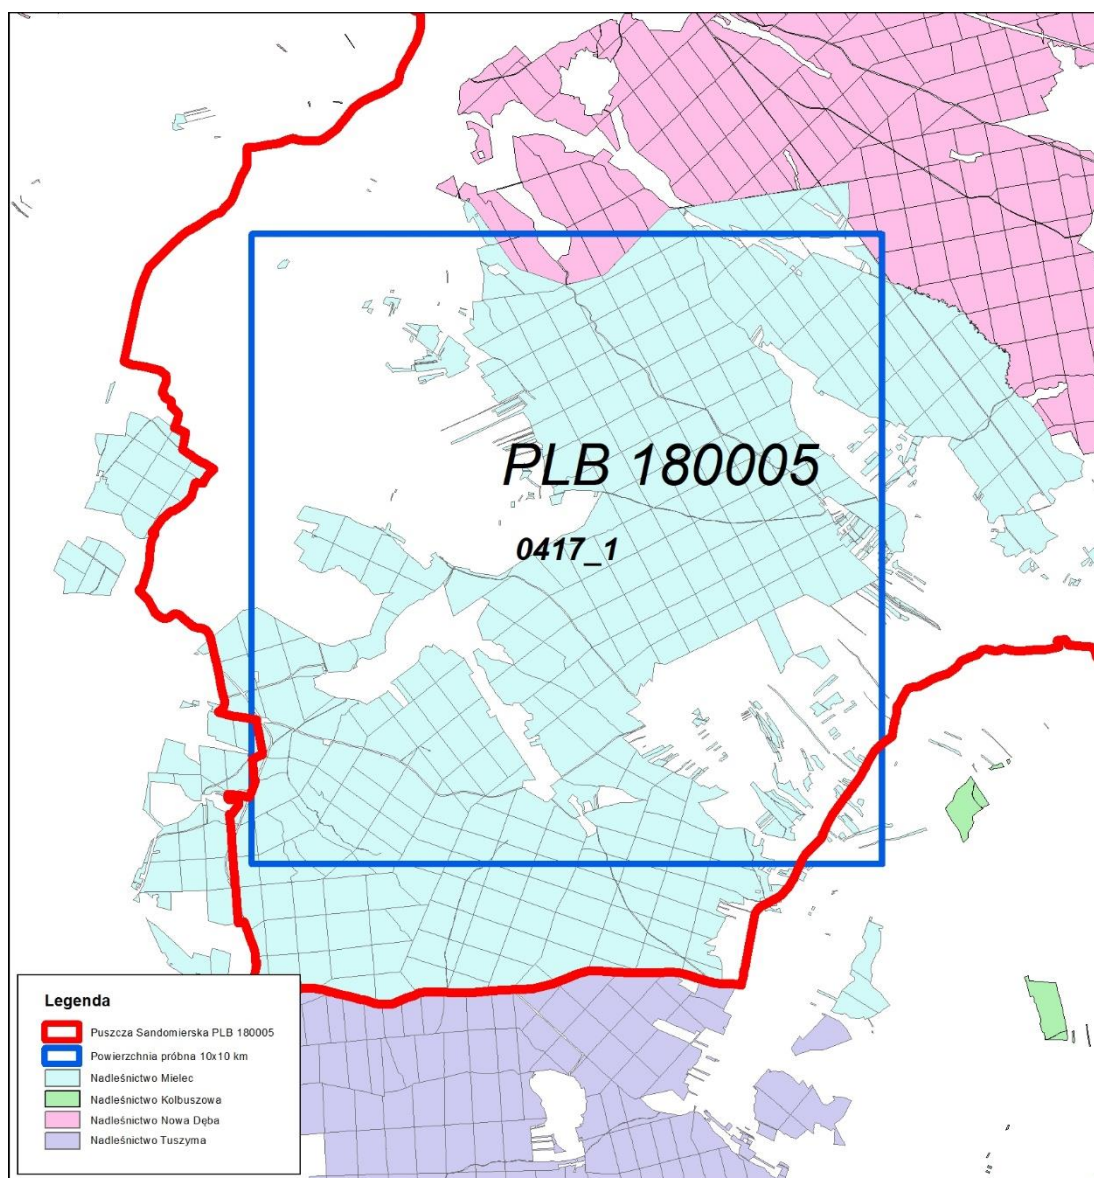 PLB 180005
0417_1
Legenda
Puszcza Sandomierska PLB 180005
Powierzchnia próbna 10x10 km
Nadleśnictwo Mielec
Nadleśnictwo Kolbuszowa
Nadleśnictwo Nowa Dęba
Nadleśnictwo Tuszyma